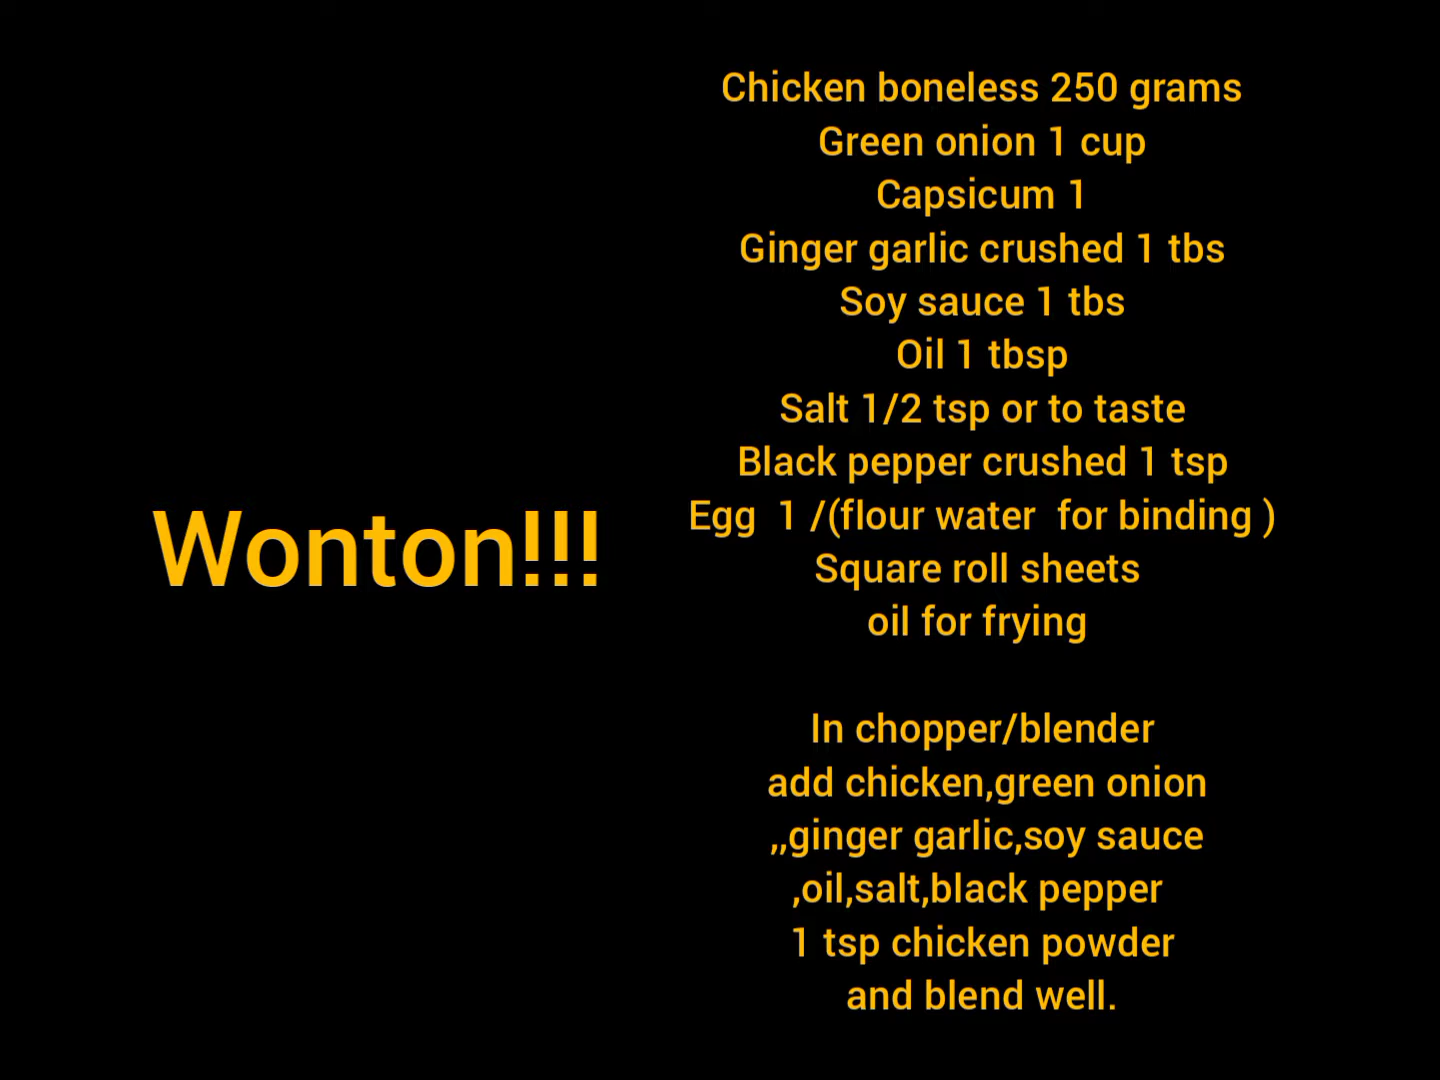 Wonton!!!
Chicken boneless 250 grams
Green onion 1 cup
Capsicum 1
Ginger garlic crushed 1 tbs
Soy sauce 1 tbs
Oil 1 tbsp
Salt 1/2 tsp or to taste
Black pepper crushed 1 tsp
Egg  1 /(flour water  for binding )
Square roll sheets
oil for frying
In chopper/blender
add chicken,green onion
,,ginger garlic,soy sauce
,oil,salt,black pepper
1 tsp chicken powder
and blend well.